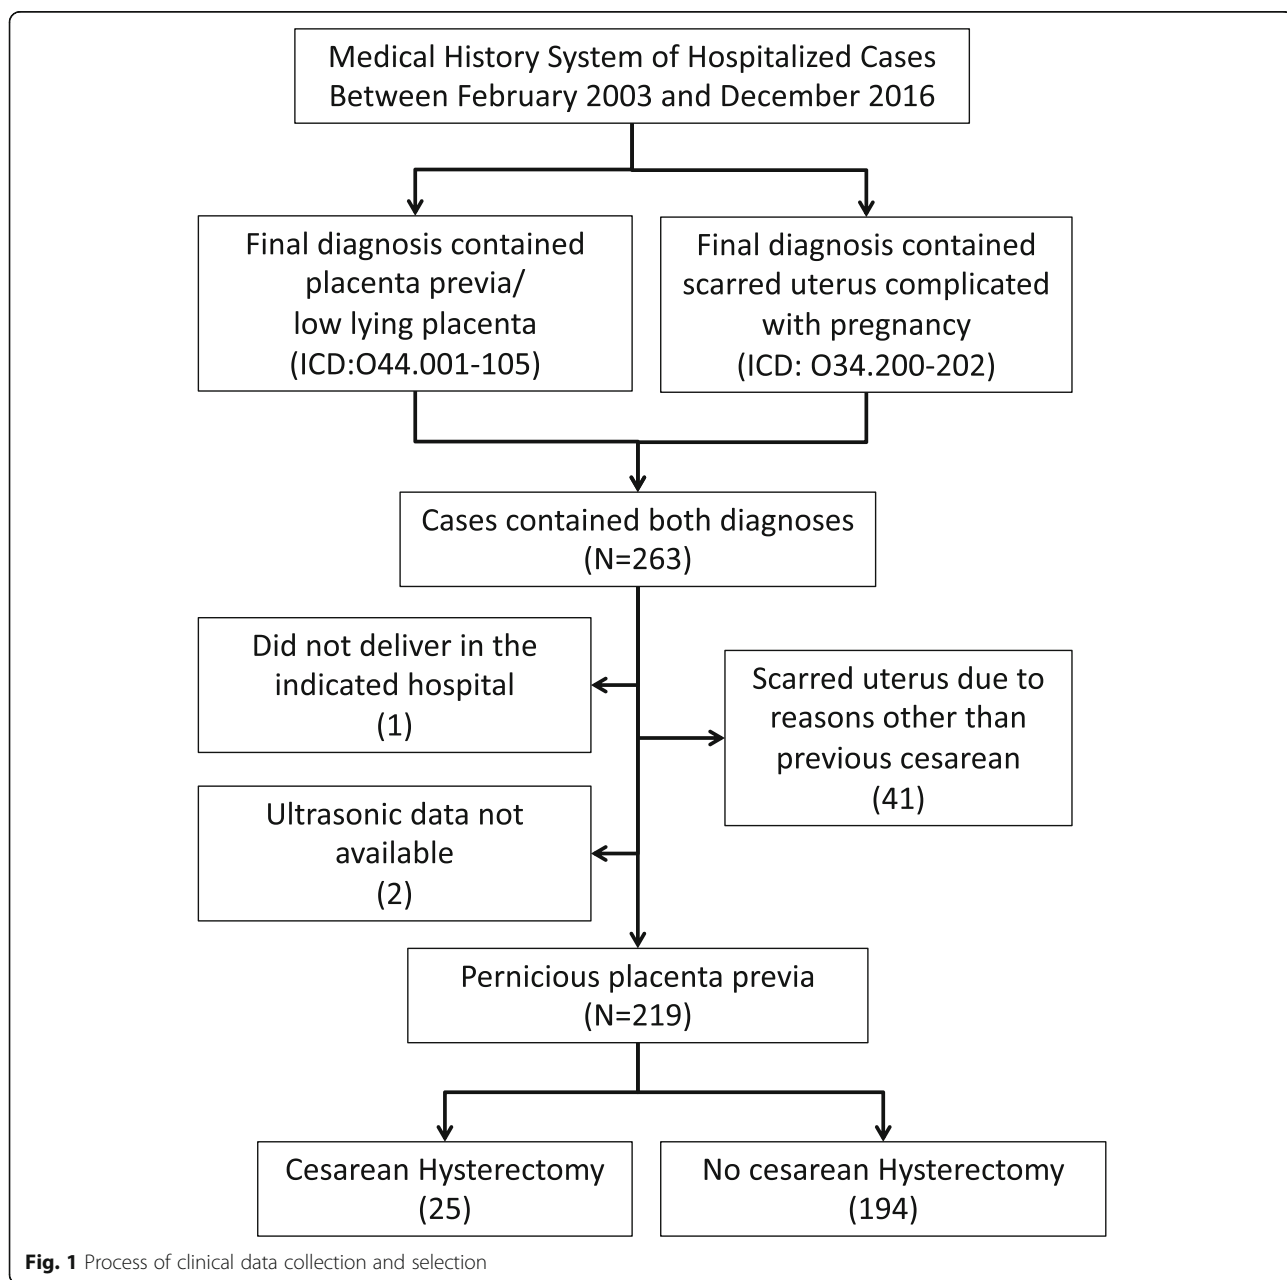 Medical History System of Hospitalized Cases
Between February 2003 and December 2016
Final diagnosis contained
placenta previa/
low lying placenta
(ICD:O44.001-105)
Final diagnosis contained
scarred uterus complicated
with pregnancy
(ICD: O34.200-202)
Cases contained both diagnoses
(N=263)
Did not deliver in the
indicated hospital
(1)
Scarred uterus due to
reasons other than
previous cesarean
(41)
Ultrasonic data not
available
(2)
Pernicious placenta previa
(N=219)
Cesarean Hysterectomy
(25)
No cesarean Hysterectomy
(194)
Fig. 1 Process of clinical data collection and selection